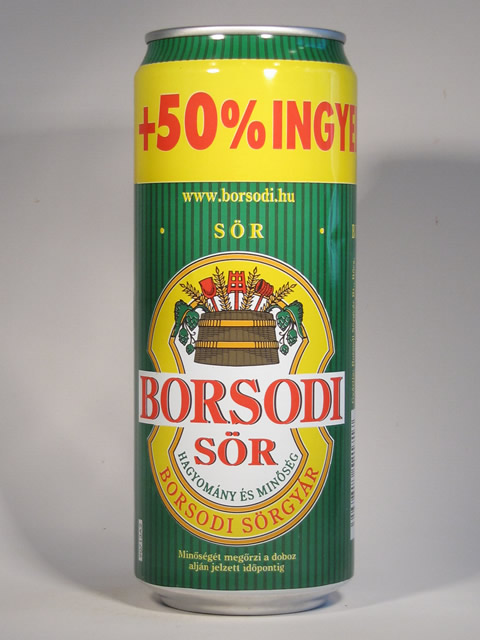 +50% INGYE
www.borsodi.hu
SÖR
BORSODI
SÖR
HAGYOMÁNY ÉS MINŐSÉG
BORSODI SÖRGYÁR
Minőségét megőrzi a doboz
alján jelzett időpontig